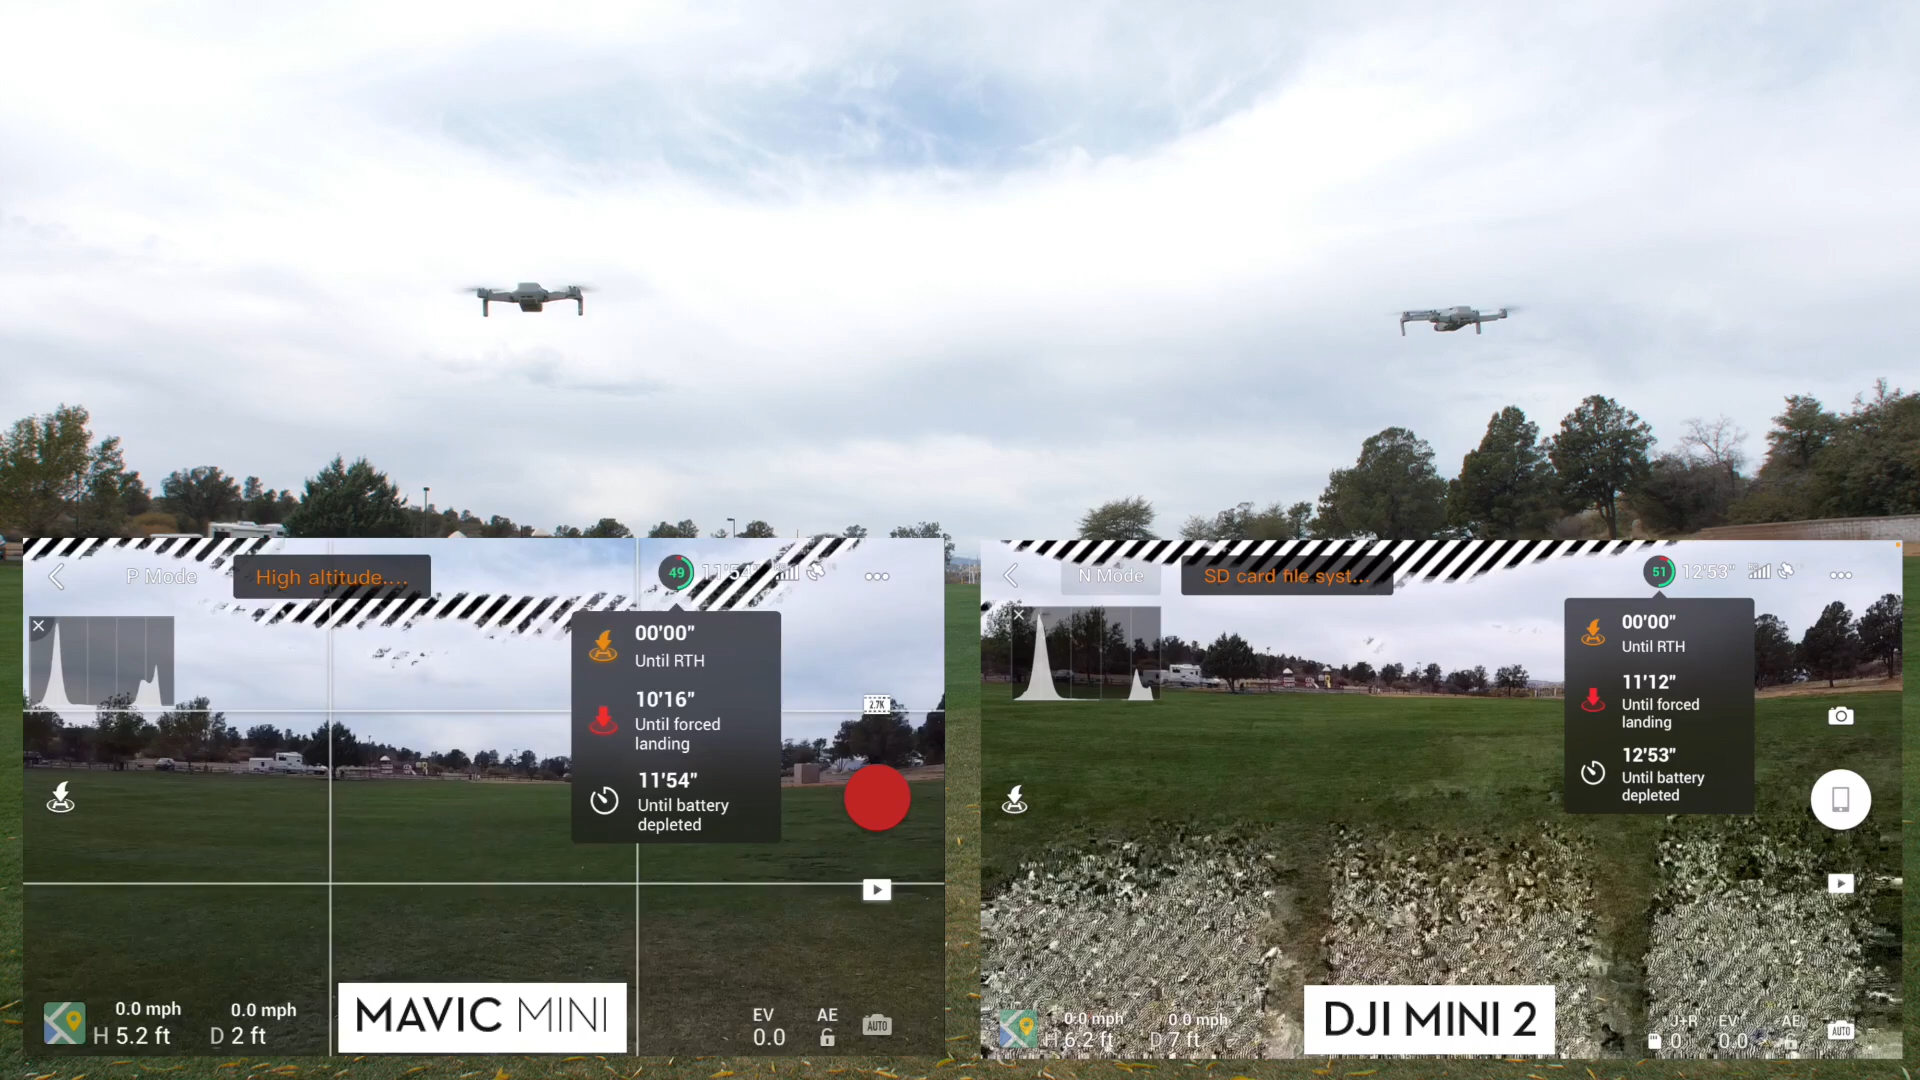 P Mode
High altitude....
49
11'54"
00'00"
Until RTH
10'16"
Until forced
landing
11'54"
Until battery
depleted
2.7K
0.0 mph
0.0 mph
H 5.2 ft
D 2 ft
MAVIC MINI
EV
0.0
AE
AUTO
N Mode
SD card file syst...
51
12'53"
00'00"
Until RTH
11'12"
Until forced
landing
12'53"
Until battery
depleted
0.0 mph
0.0 mph
H 6.2 ft
D 7 ft
DJI MINI 2
J+R
0
EV
0.0
AE
AUTO